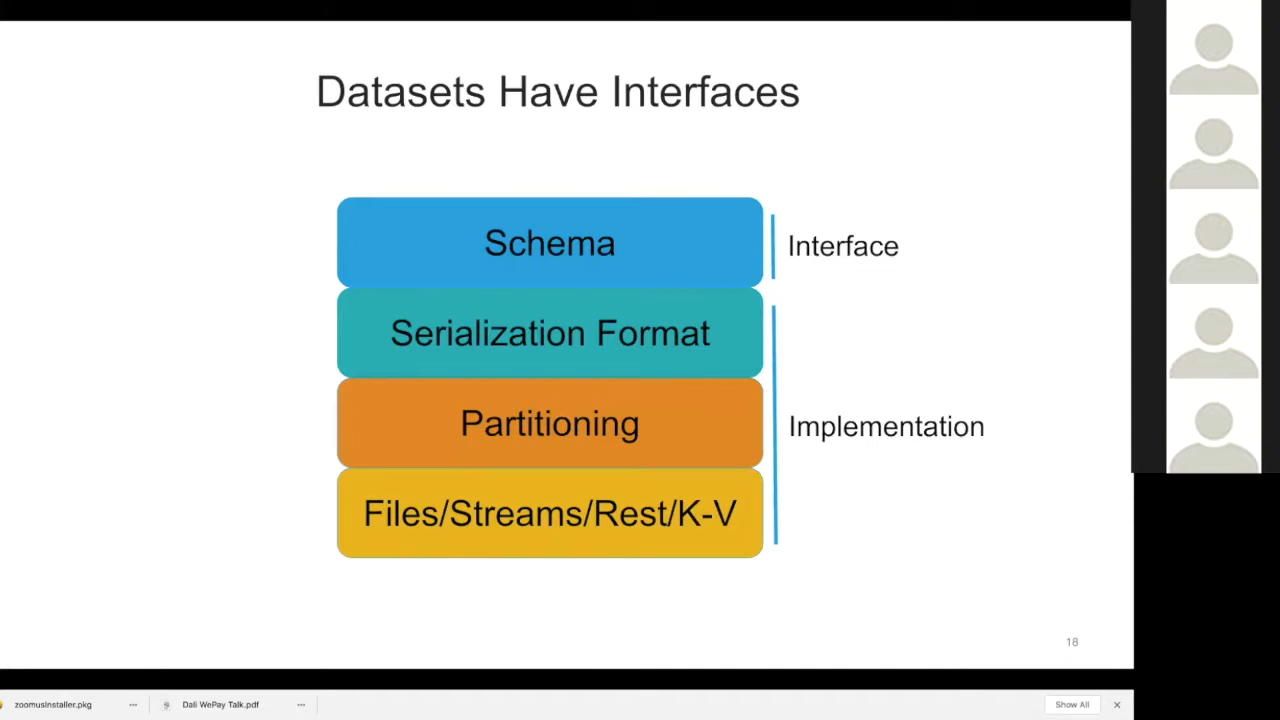 Datasets Have Interfaces
Schema
Interface
Serialization Format
Partitioning
Implementation
Files/Streams/Rest/K-V
18
zoomusInstaller.pkg
Dali WePay Talk.pdf
Show All